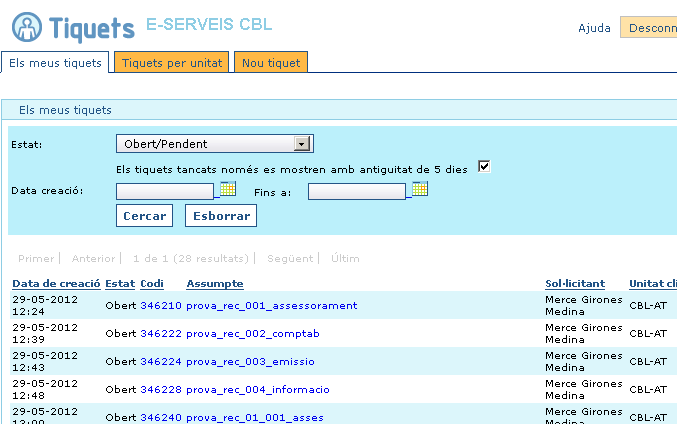 Tiquets E-SERVEIS CBL
Ajuda Desconn
Els meus tiquets Tiquets per unitat Nou tiquet
Els meus tiquets
Estat: Obert/Pendent
Els tiquets tancats només es mostren amb antiguitat de 5 dies
Data creació: Fins a:
Cercar Esborrar
Primer | Anterior | 1 de 1 (28 resultats) | Següent | Últim
Data de creació Estat Codi Assumpte Sol·licitant Unitat cli
29-05-2012 12:24 Obert 346210 prova_rec_001_assessorament Merce Girones Medina CBL-AT
29-05-2012 12:39 Obert 346222 prova_rec_002_comptab Merce Girones Medina CBL-AT
29-05-2012 12:43 Obert 346224 prova_rec_003_emissio Merce Girones Medina CBL-AT
29-05-2012 12:48 Obert 346228 prova_rec_004_informacio Merce Girones Medina CBL-AT
29-05-2012 Obert 346240 prova_rec_01_001_asses Merce Girones Medina CBL-AT